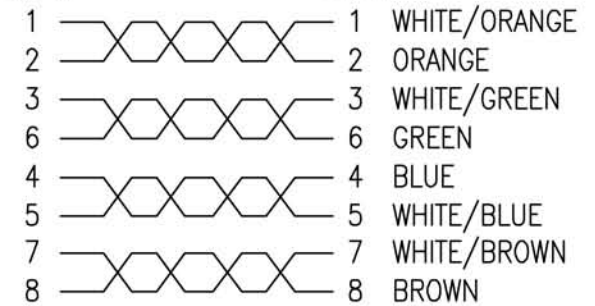 1 1 WHITE/ORANGE
2 2 ORANGE
3 3 WHITE/GREEN
6 6 GREEN
4 4 BLUE
5 5 WHITE/BLUE
7 7 WHITE/BROWN
8 8 BROWN